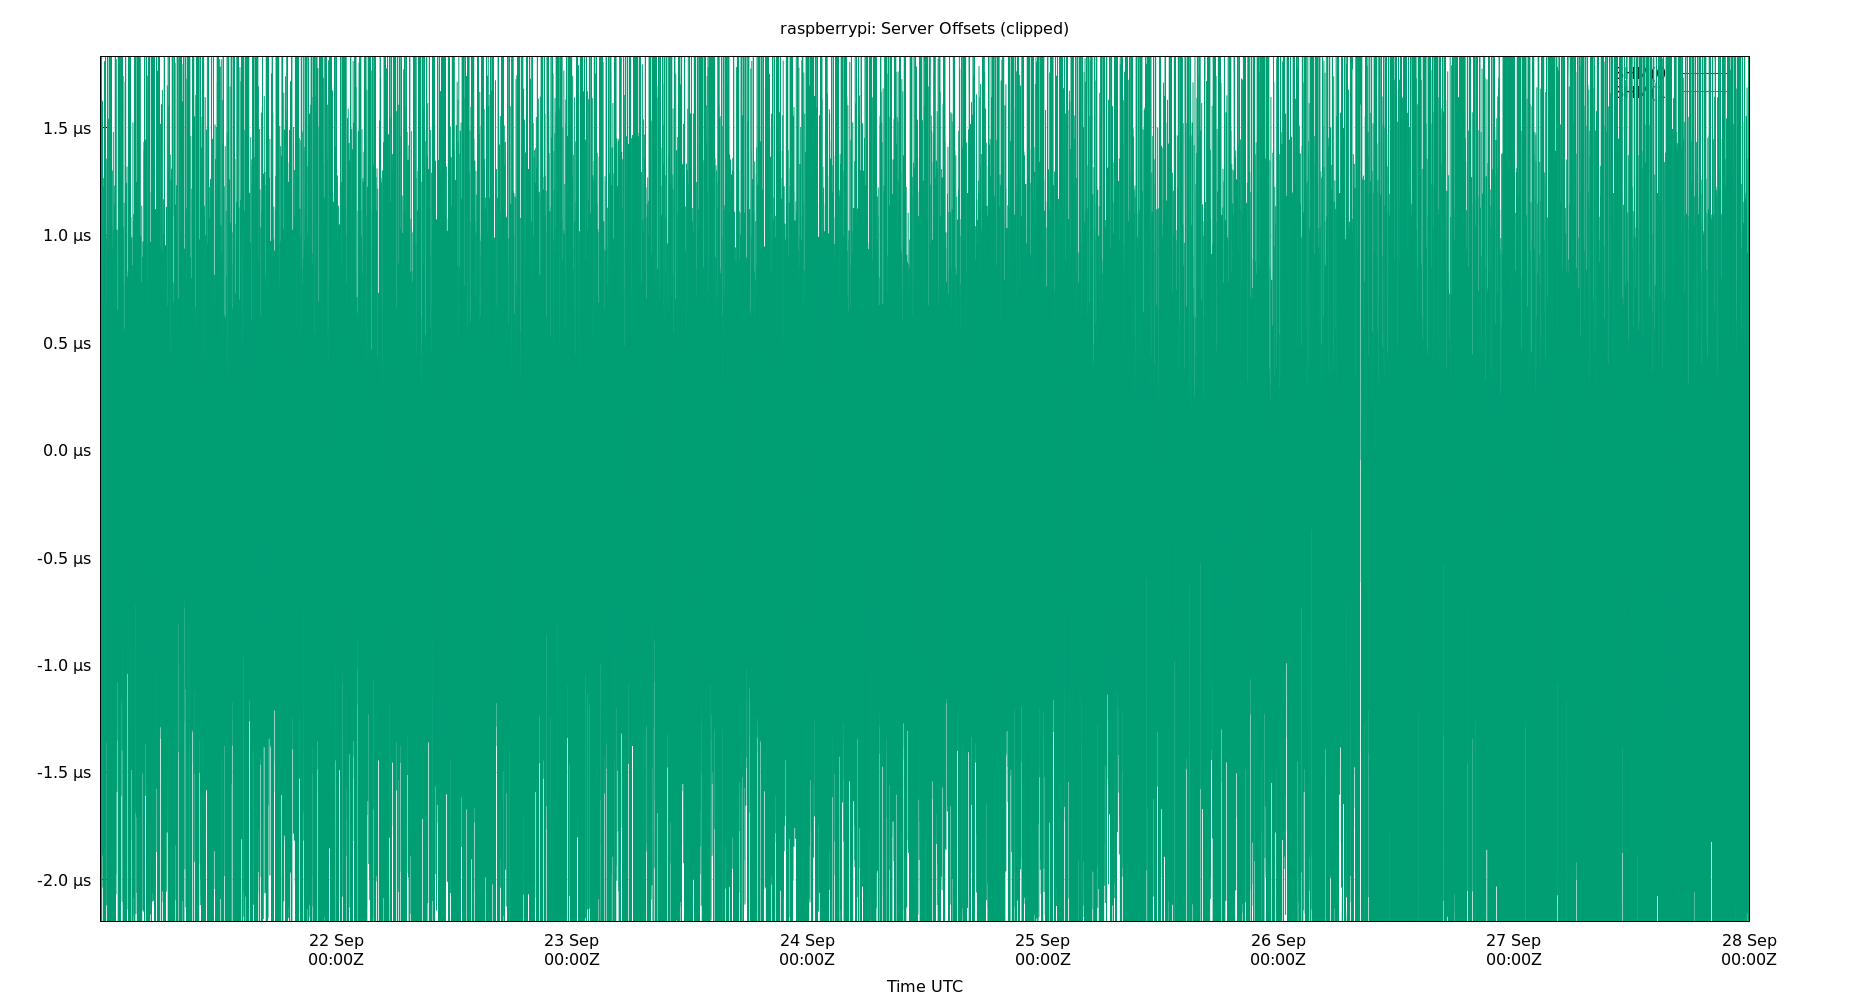 raspberrypi: Server Offsets (clipped)
1.5 µs
1.0 µs
0.5 µs
0.0 µs
-0.5 µs
-1.0 µs
-1.5 µs
-2.0 µs
22 Sep 23 Sep 24 Sep 25 Sep 26 Sep 27 Sep 28 Sep
00:00Z 00:00Z 00:00Z 00:00Z 00:00Z 00:00Z 00:00Z
Time UTC